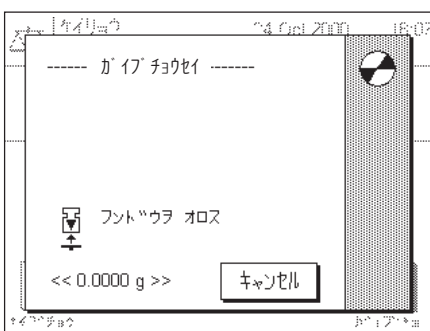 ケイリョウ 24 Oct 2000 16:07
------ ガイブチョウセイ -------
フンドウヲ オロス
<< 0.0000 g >>
キャンセル